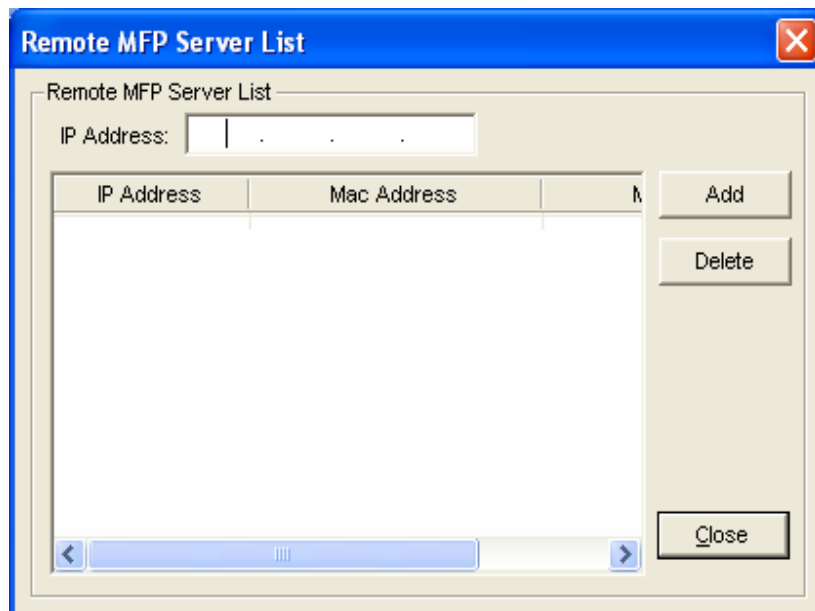 Remote MFP Server List
Remote MFP Server List
IP Address: . . .
IP Address Mac Address
Add
Delete
Close